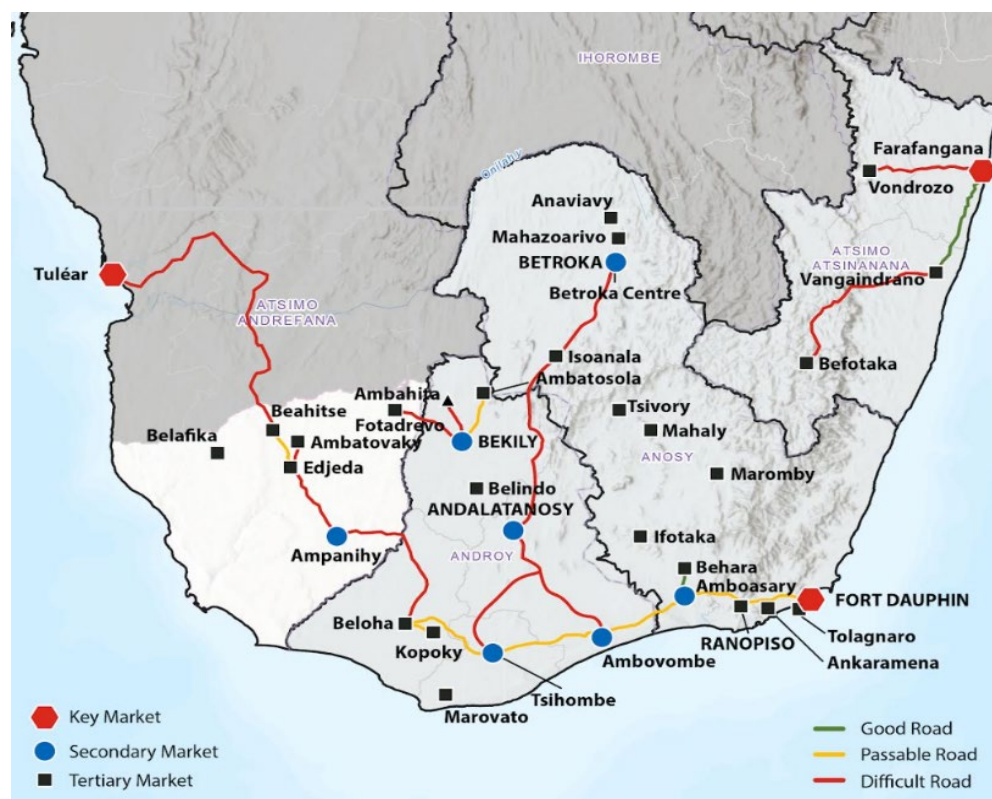 IHOROMBE
Farafangana
Vondrozo
Onilahy
Anaviavy
Mahazoarivo
BETROKA
Betroka Centre
ATSIMO
ATSINANANA
Vangaindrano
Tuléar
ATSIMO
ANDREFANA
Isoanala
Befotaka
Ambatosola
Ambahita
Fotadrevo
Tsivory
Beahitse
Ambatovaky
BEKILY
Mahaly
Belafika
Edjeda
ANOSY
Maromby
Belindo
ANDALATANOSY
Ampanihy
ANDROY
Ifotaka
Behara
Amboasary
FORT DAUPHIN
Beloha
Kopoky
RANOPISO
Tolagnaro
Ambovombe
Ankaramena
Tsihombe
Marovato
Key Market
Secondary Market
Tertiary Market
Good Road
Passable Road
Difficult Road